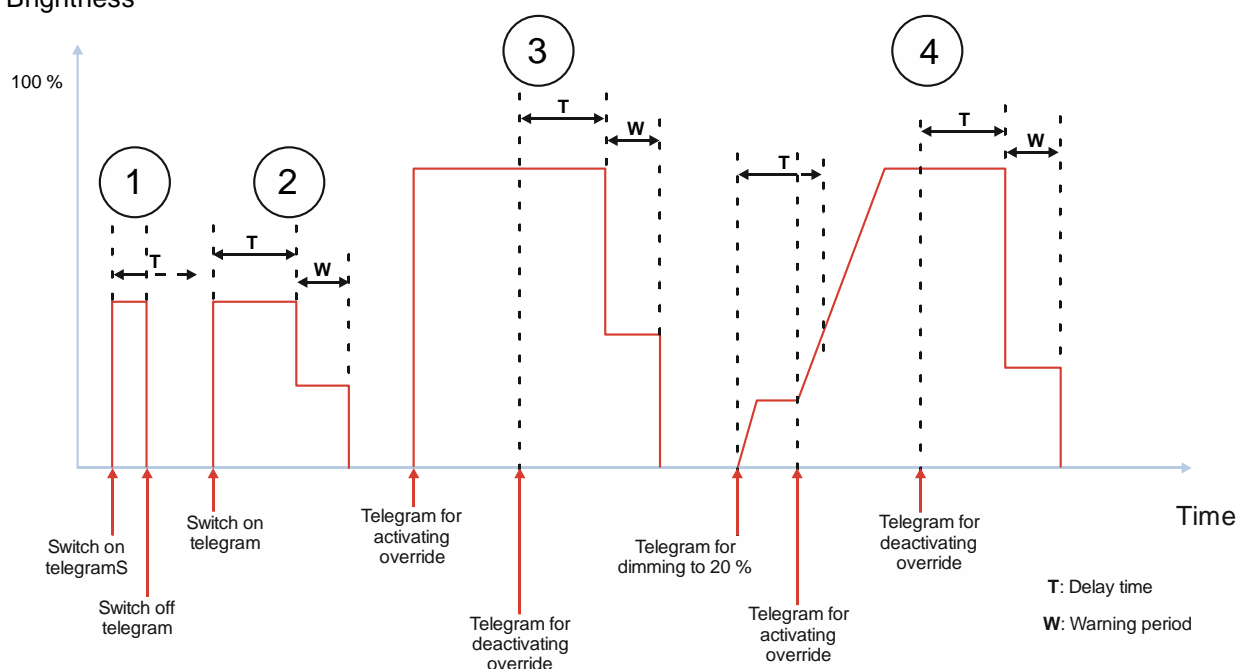 Brightness
100 %
1
2
3
4
T
T
W
T
W
T
T
W
Switch on
telegramS
Switch off
telegram
Switch on
telegram
Telegram for
activating
override
Telegram for
deactivating
override
Telegram for
dimming to 20 %
Telegram for
activating
override
Telegram for
deactivating
override
Time
T: Delay time
W: Warning period